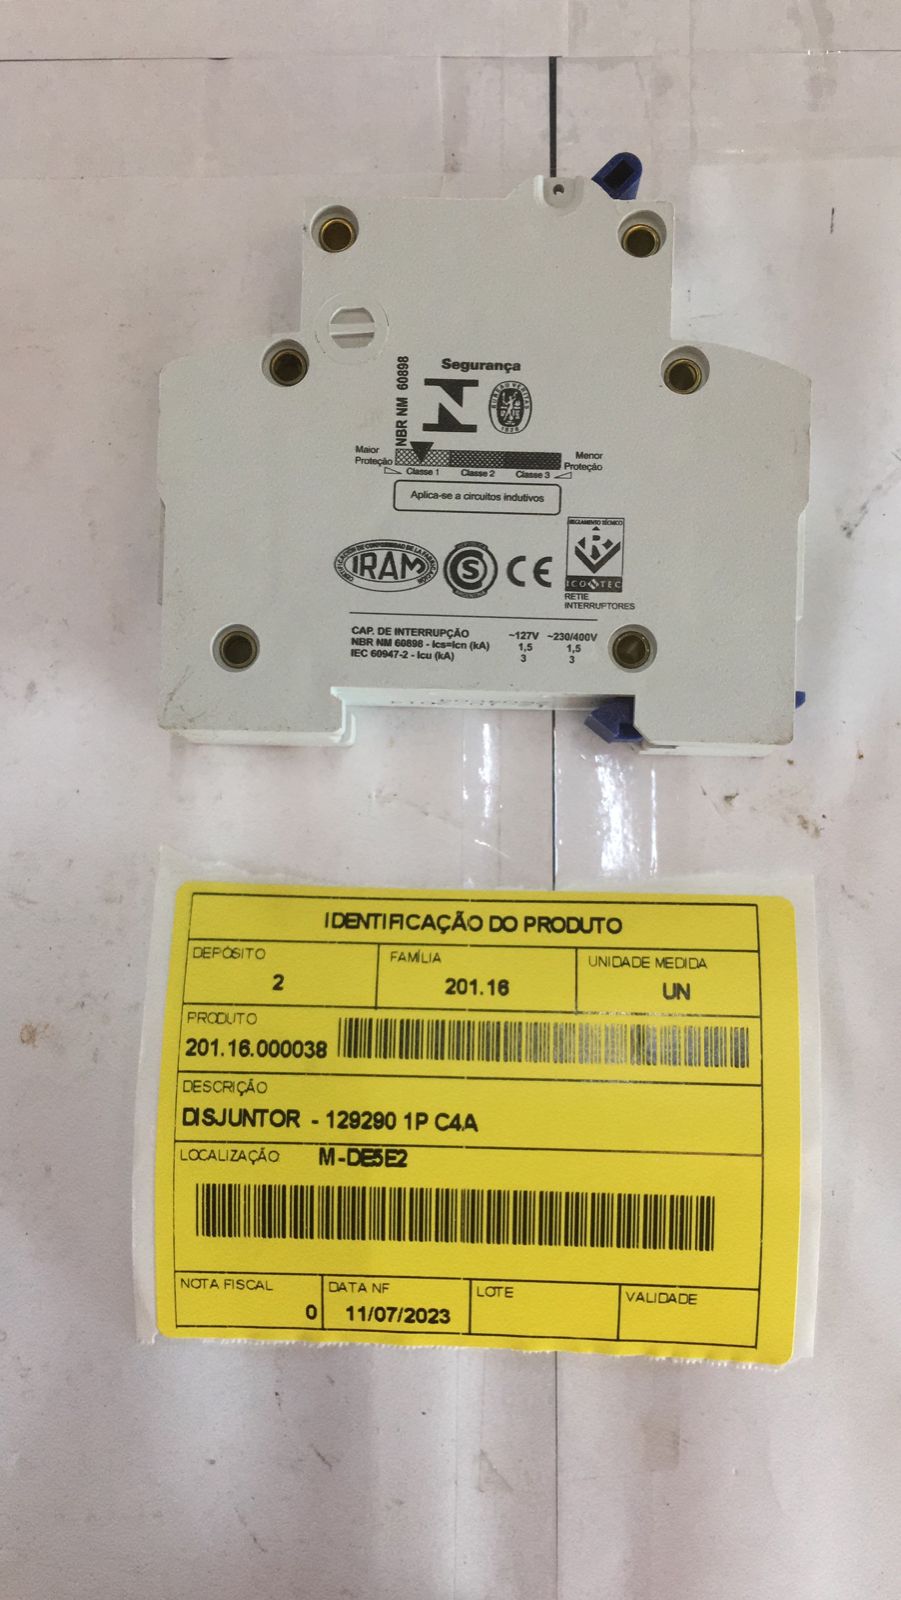 Segurança
NBR NM 60898
BUREAU VERITAS
1828
Maior
Proteção
Classe 1
Classe 2
Classe 3
Menor
Proteção
Aplica-se a circuitos indutivos
IRAM
S
CE
REGLAMENTO TÉCNICO
R
ICONTEC
RETIE
INTERRUPTORES
CAP. DE INTERRUPÇÃO ~127V ~230/400V
NBR NM 60898 - Ics=Icn (kA) 1,5 1,5
IEC 60947-2 - Icu (kA) 3 3
IDENTIFICAÇÃO DO PRODUTO
DEPÓSITO FAMÍLIA UNIDADE MEDIDA
2 201.16 UN
PRODUTO
201.16.000038
DESCRIÇÃO
DISJUNTOR - 129290 1P C4A
LOCALIZAÇÃO M-DE5E2
NOTA FISCAL DATA NF LOTE VALIDADE
0 11/07/2023